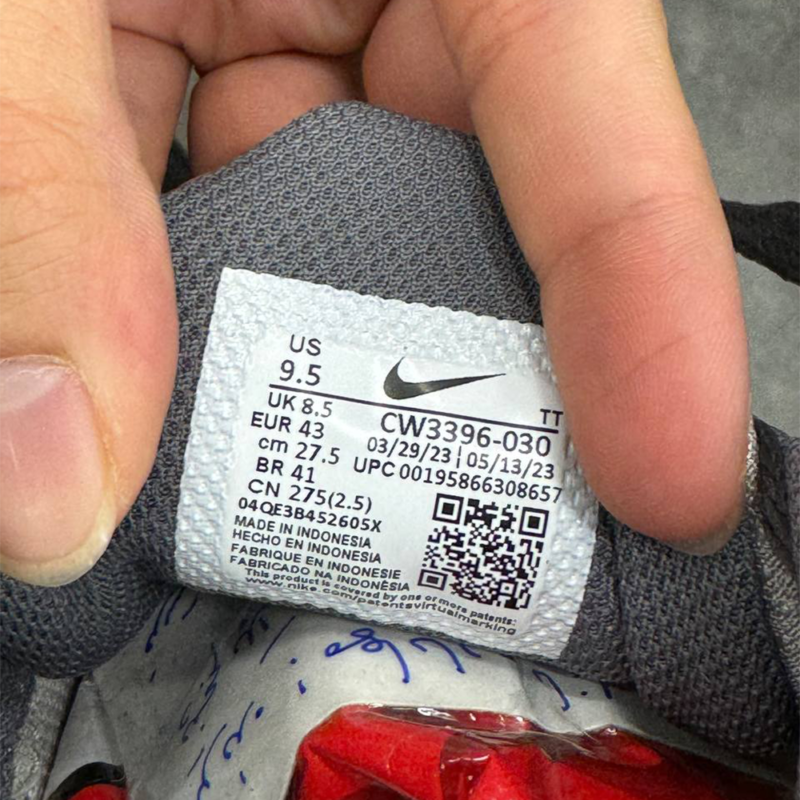 US
9.5
TT
UK 8.5
CW3396-030
EUR 43
03/29/23 | 05/13/23
cm 27.5
UPC 00195866308657
BR 41
CN 275(2.5)
04QE3B452605X
MADE IN INDONESIA
HECHO EN INDONESIA
FABRIQUE EN INDONESIE
FABRICADO NA INDONÉSIA
This product is covered by one or more patents:
www.nike.com/patentsvirtualmarking